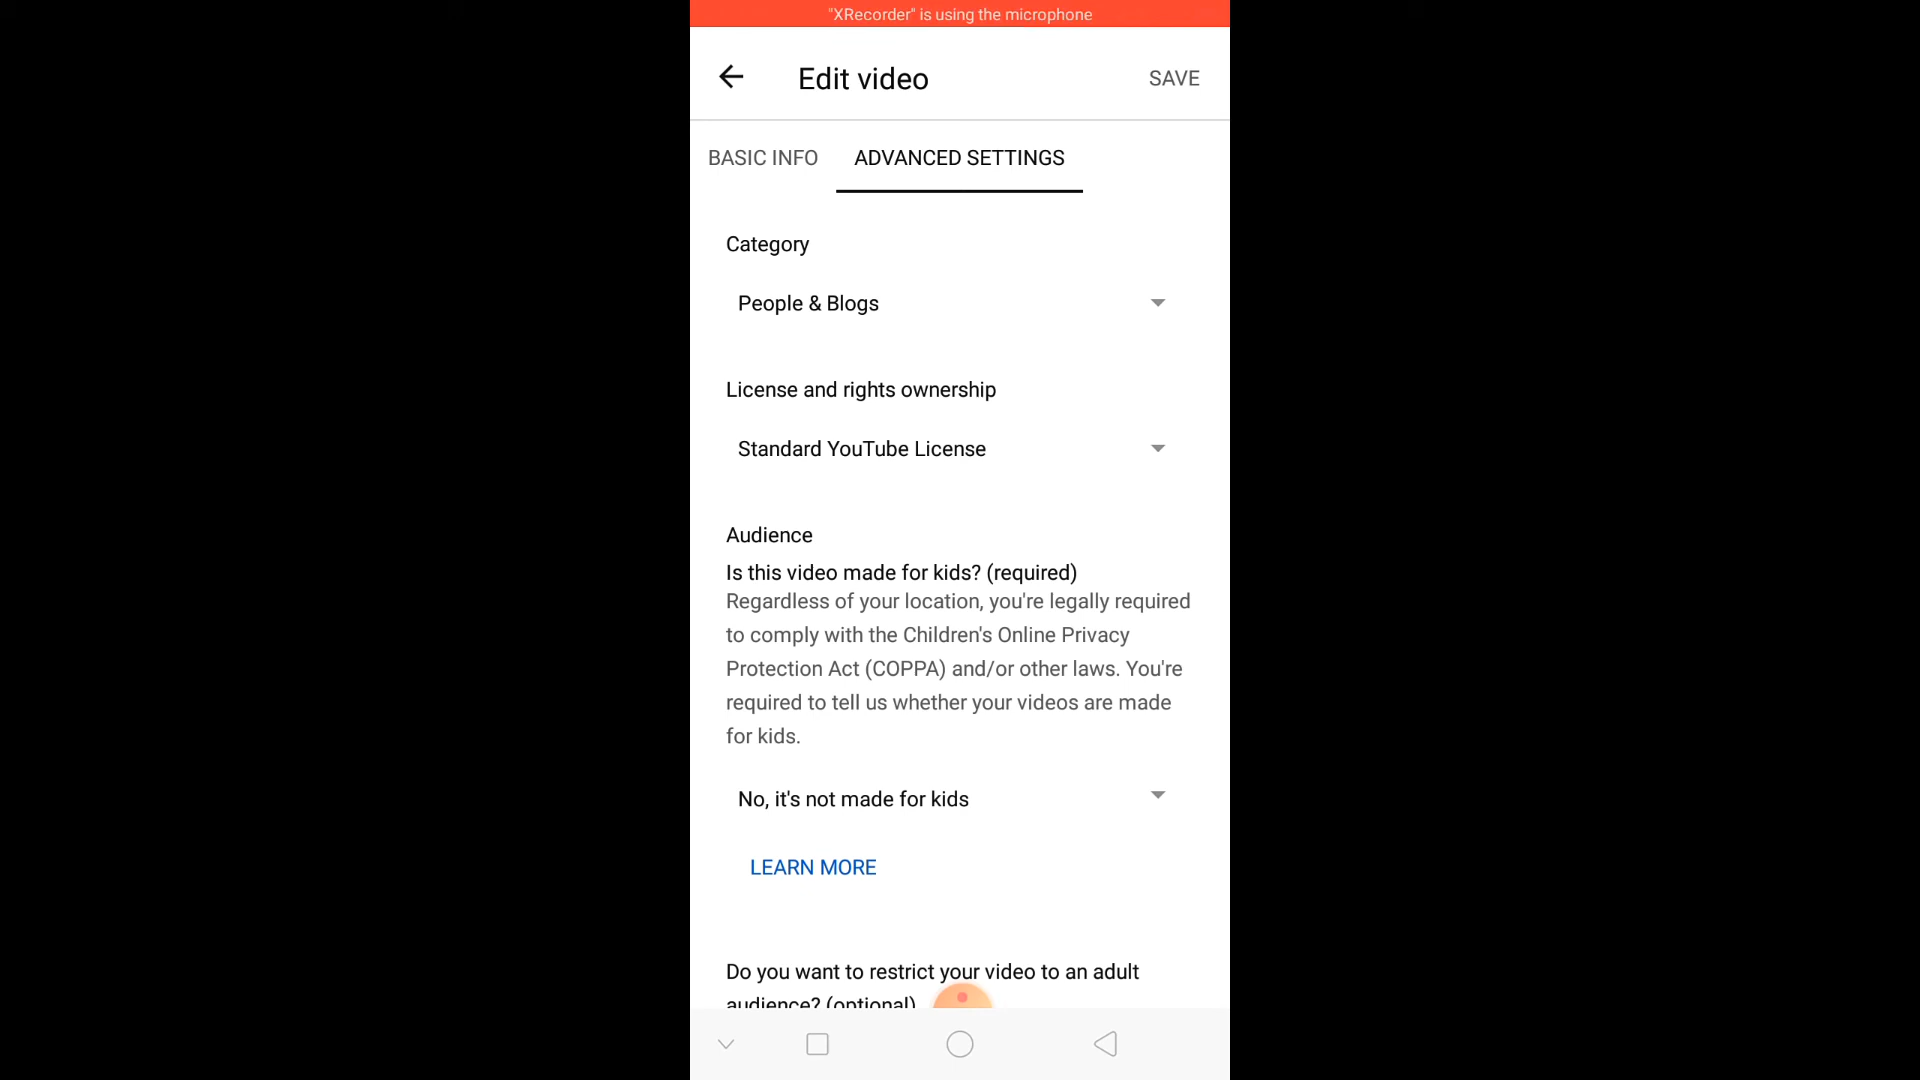 "XRecorder" is using the microphone
Edit video
SAVE
BASIC INFO
ADVANCED SETTINGS
Category
People & Blogs
License and rights ownership
Standard YouTube License
Audience
Is this video made for kids? (required)
Regardless of your location, you're legally required
to comply with the Children's Online Privacy
Protection Act (COPPA) and/or other laws. You're
required to tell us whether your videos are made
for kids.
No, it's not made for kids
LEARN MORE
Do you want to restrict your video to an adult
audience? (optional)